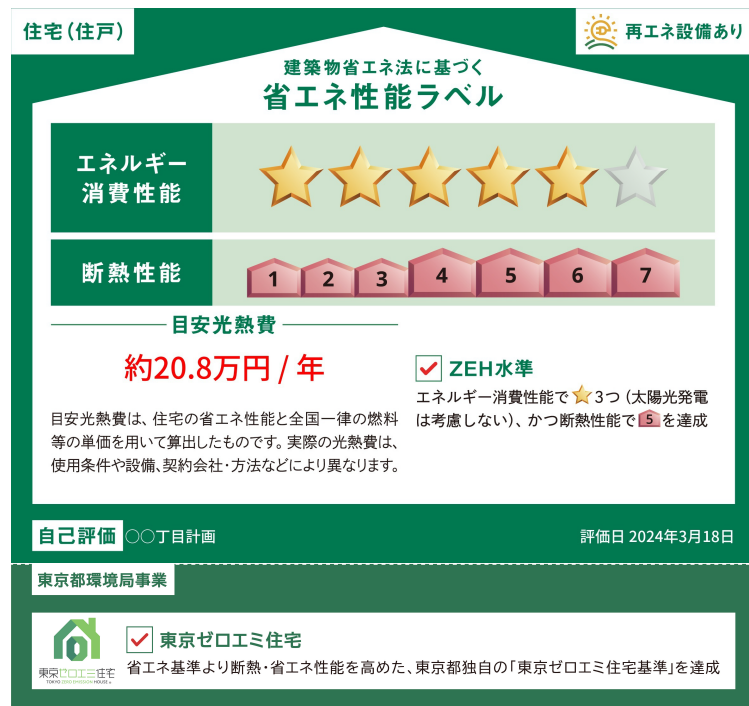 住宅（住戸）
再エネ設備あり
建築物省エネ法に基づく
省エネ性能ラベル
エネルギー
消費性能
断熱性能
1 2 3 4 5 6 7
目安光熱費
約20.8万円 / 年
目安光熱費は、住宅の省エネ性能と全国一律の燃料
等の単価を用いて算出したものです。実際の光熱費は、
使用条件や設備、契約会社・方法などにより異なります。
ZEH水準
エネルギー消費性能で3つ（太陽光発電
は考慮しない）、かつ断熱性能で5を達成
自己評価 ○○丁目計画
評価日 2024年3月18日
東京都環境局事業
東京ゼロエミ住宅
TOKYO ZERO EMISSION HOUSE
東京ゼロエミ住宅
省エネ基準より断熱・省エネ性能を高めた、東京都独自の「東京ゼロエミ住宅基準」を達成